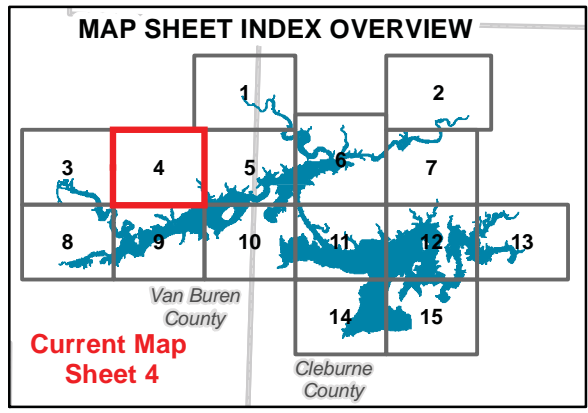 MAP SHEET INDEX OVERVIEW
1
2
3
4
5
6
7
8
9
10
11
12
13
Van Buren
County
14
15
Current Map
Sheet 4
Cleburne
County